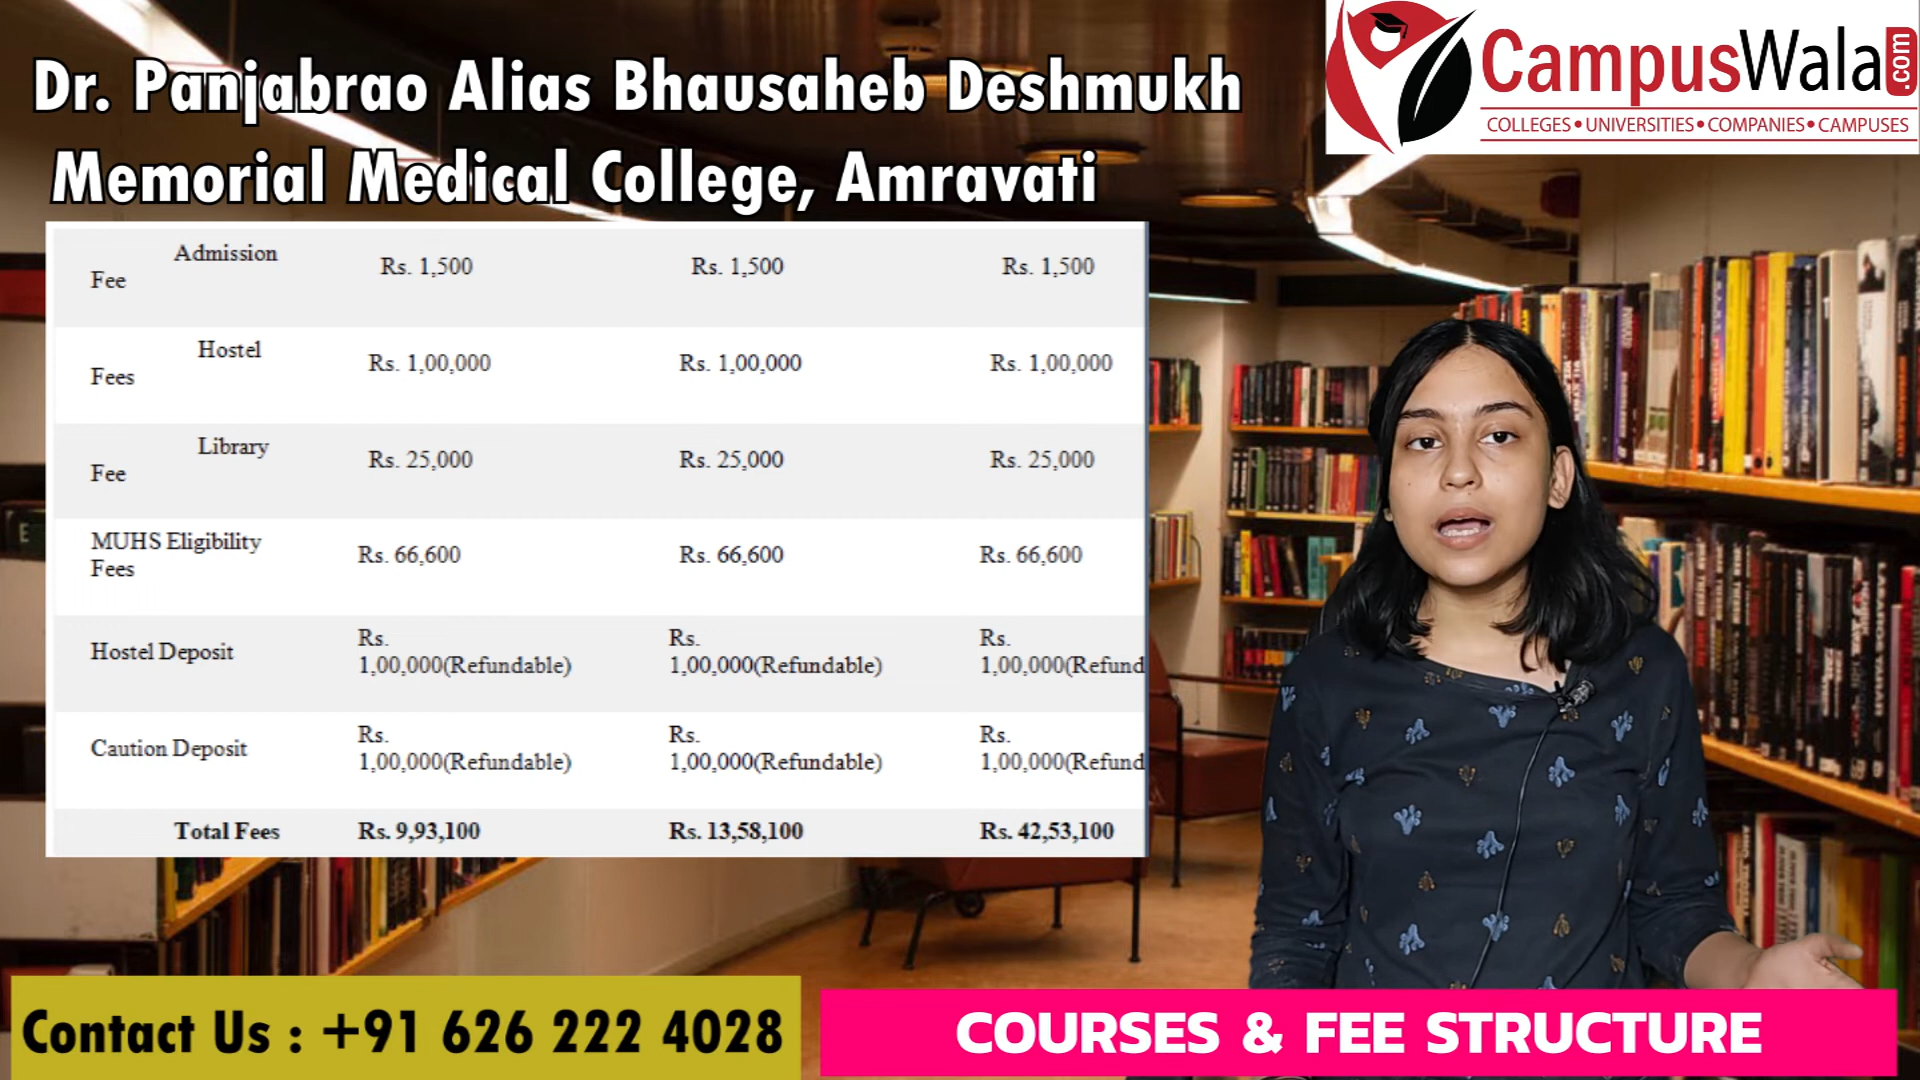 Dr. Panjabrao Alias Bhausaheb Deshmukh
Memorial Medical College, Amravati
CampusWala.com
COLLEGES • UNIVERSITIES • COMPANIES • CAMPUSES
Admission
Fee Rs. 1,500 Rs. 1,500 Rs. 1,500
Hostel
Fees Rs. 1,00,000 Rs. 1,00,000 Rs. 1,00,000
Library
Fee Rs. 25,000 Rs. 25,000 Rs. 25,000
MUHS Eligibility
Fees Rs. 66,600 Rs. 66,600 Rs. 66,600
Hostel Deposit Rs. Rs. Rs.
1,00,000(Refundable) 1,00,000(Refundable) 1,00,000(Refund
Caution Deposit Rs. Rs. Rs.
1,00,000(Refundable) 1,00,000(Refundable) 1,00,000(Refund
Total Fees Rs. 9,93,100 Rs. 13,58,100 Rs. 42,53,100
Contact Us : +91 626 222 4028
COURSES & FEE STRUCTURE